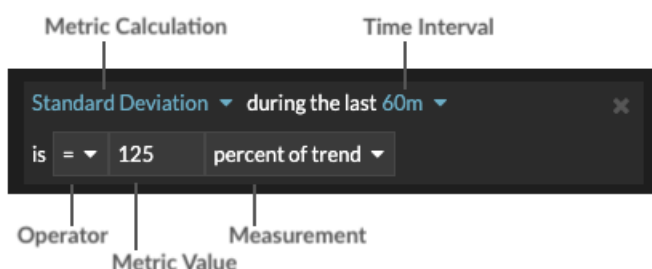 Metric Calculation
Time Interval
Standard Deviation during the last 60m
is = 125 percent of trend
Operator
Measurement
Metric Value